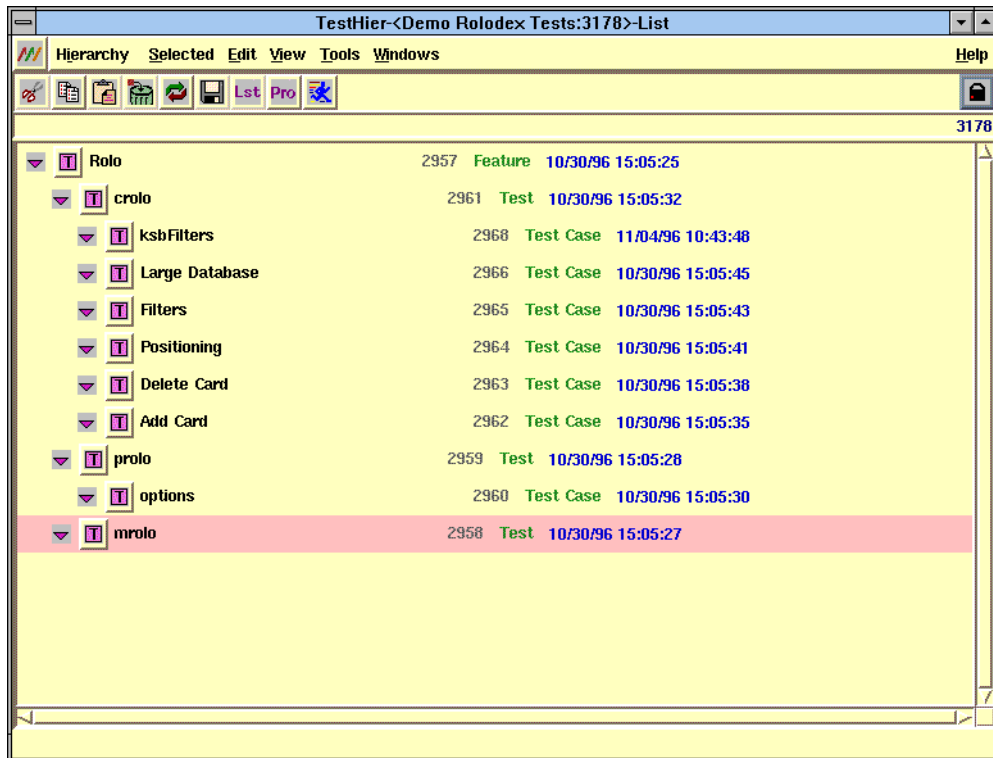 TestHier-<Demo Rolodex Tests:3178>-List
Hierarchy Selected Edit View Tools Windows Help
Lst Pro
3178
T Rolo 2957 Feature 10/30/96 15:05:25
T crolo 2961 Test 10/30/96 15:05:32
T ksbFilters 2968 Test Case 11/04/96 10:43:48
T Large Database 2966 Test Case 10/30/96 15:05:45
T Filters 2965 Test Case 10/30/96 15:05:43
T Positioning 2964 Test Case 10/30/96 15:05:41
T Delete Card 2963 Test Case 10/30/96 15:05:38
T Add Card 2962 Test Case 10/30/96 15:05:35
T prolo 2959 Test 10/30/96 15:05:28
T options 2960 Test Case 10/30/96 15:05:30
T mrolo 2958 Test 10/30/96 15:05:27